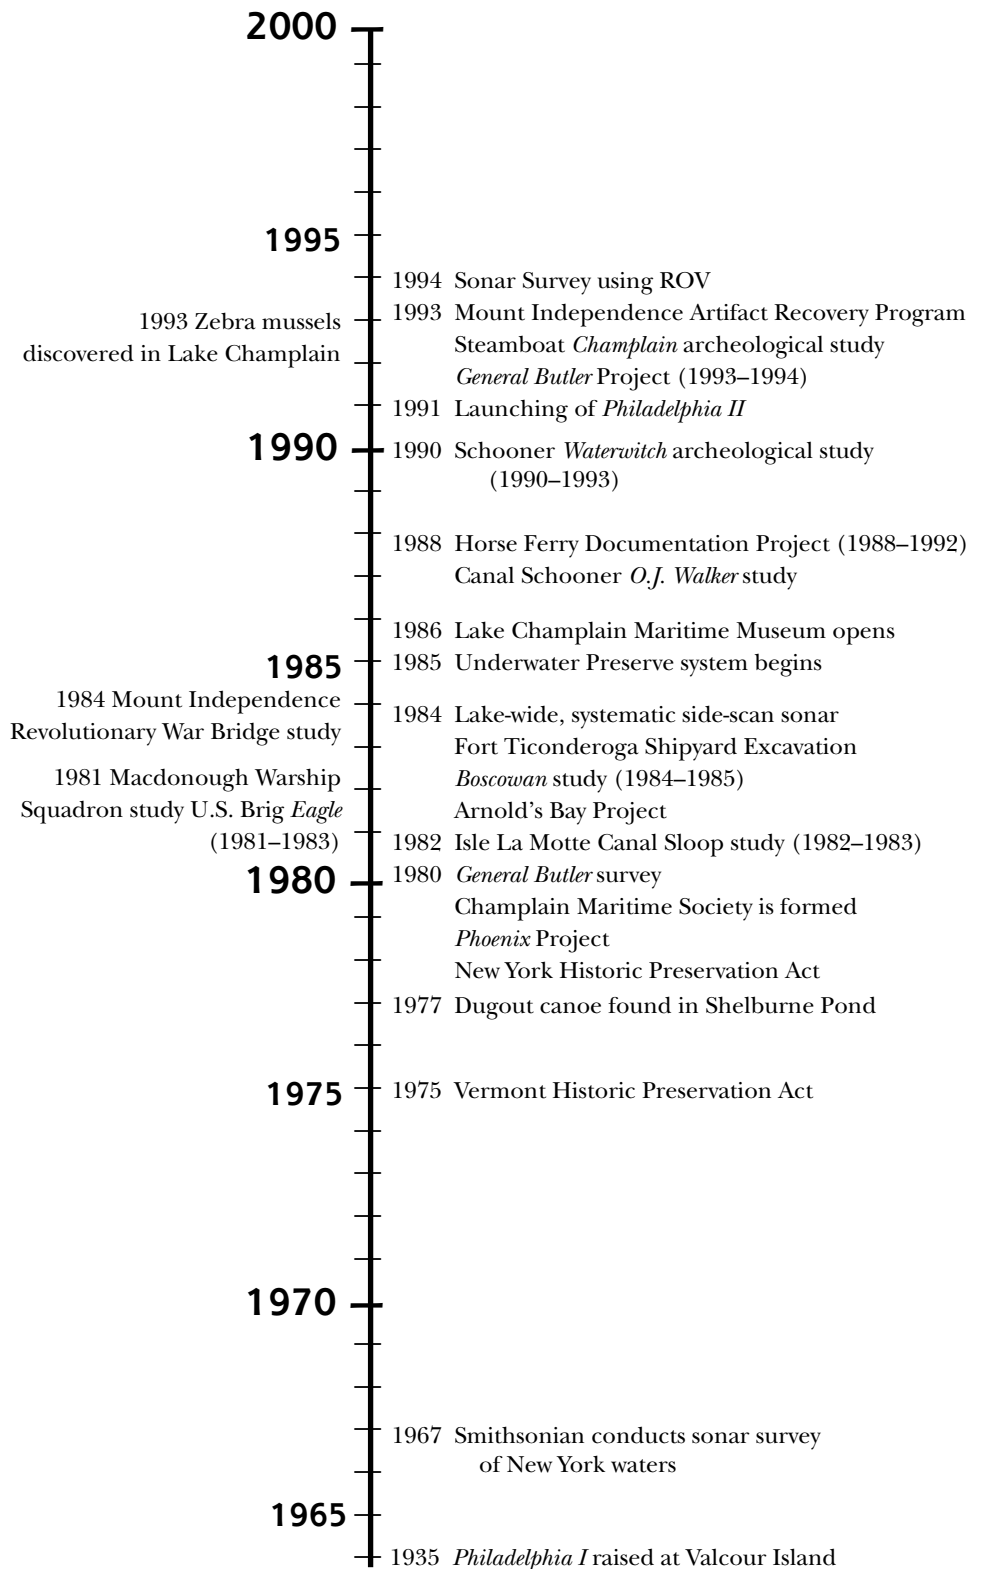 2000
1995
1994 Sonar Survey using ROV
1993 Zebra mussels
discovered in Lake Champlain
1993 Mount Independence Artifact Recovery Program
Steamboat Champlain archeological study
General Butler Project (1993–1994)
1991 Launching of Philadelphia II
1990
1990 Schooner Waterwitch archeological study
(1990–1993)
1988 Horse Ferry Documentation Project (1988–1992)
Canal Schooner O.J. Walker study
1986 Lake Champlain Maritime Museum opens
1985
1985 Underwater Preserve system begins
1984 Mount Independence
Revolutionary War Bridge study
1984 Lake-wide, systematic side-scan sonar
Fort Ticonderoga Shipyard Excavation
Boscowan study (1984–1985)
Arnold’s Bay Project
1981 Macdonough Warship
Squadron study U.S. Brig Eagle
(1981–1983)
1982 Isle La Motte Canal Sloop study (1982–1983)
1980
1980 General Butler survey
Champlain Maritime Society is formed
Phoenix Project
New York Historic Preservation Act
1977 Dugout canoe found in Shelburne Pond
1975
1975 Vermont Historic Preservation Act
1970
1967 Smithsonian conducts sonar survey
of New York waters
1965
1935 Philadelphia I raised at Valcour Island